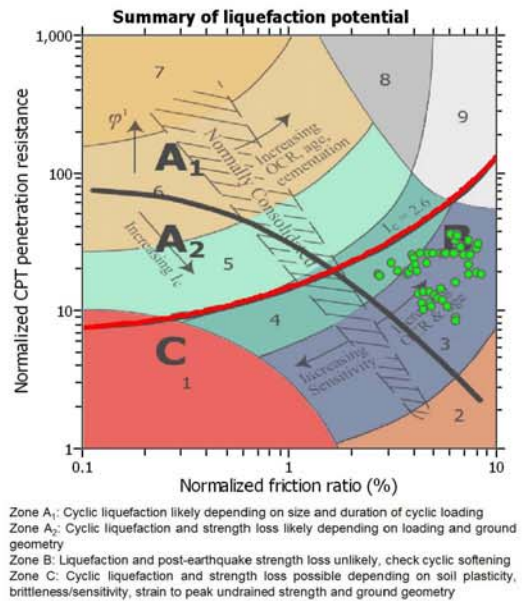 Summary of liquefaction potential
Normalized CPT penetration resistance
1,000
100
10
1
0.1
1
10
Normalized friction ratio (%)
7
8
9
φ'
A1
Normally Consolidated
Increasing
OCR, age,
cementation
6
A2
Increasing Ic
5
Ic = 2.6
B
4
C
1
Increasing
Sensitivity
Increasing
OCR & age
3
2
Zone A1: Cyclic liquefaction likely depending on size and duration of cyclic loading
Zone A2: Cyclic liquefaction and strength loss likely depending on loading and ground
geometry
Zone B: Liquefaction and post-earthquake strength loss unlikely, check cyclic softening
Zone C: Cyclic liquefaction and strength loss possible depending on soil plasticity,
brittleness/sensitivity, strain to peak undrained strength and ground geometry